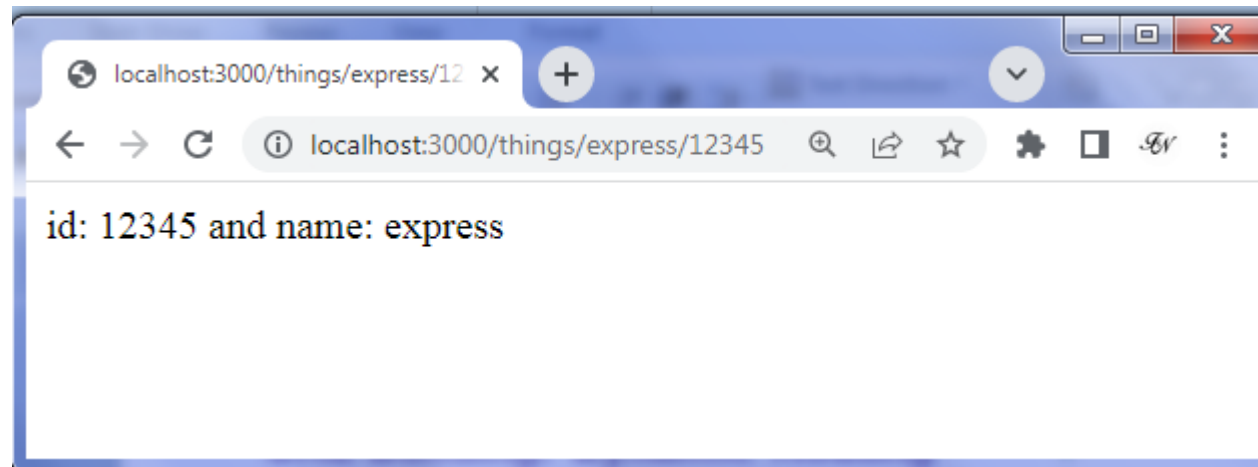 localhost:3000/things/express/12
localhost:3000/things/express/12345
id: 12345 and name: express